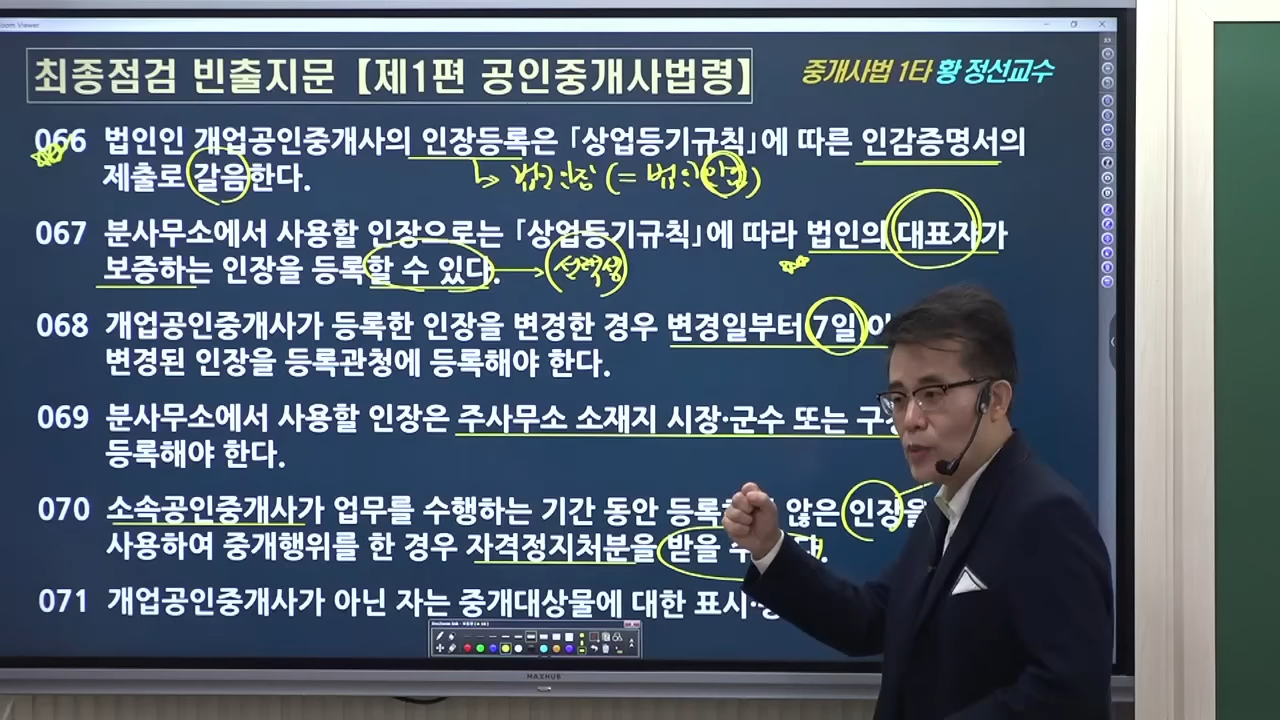 최종점검 빈출지문 【제1편 공인중개사법령】
중개사법 1타 황정선교수
066 법인인 개업공인중개사의 인장등록은 「상업등기규칙」에 따른 인감증명서의
제출로 갈음한다.
법인인장 (= 법인
067 분사무소에서 사용할 인장으로는 「상업등기규칙」에 따라 법인의 대표자가
보증하는 인장을 등록할 수 있다.
068 개업공인중개사가 등록한 인장을 변경한 경우 변경일부터 7일
변경된 인장을 등록관청에 등록해야 한다.
069 분사무소에서 사용할 인장은 주사무소 소재지 시장·군수 또는
등록해야 한다.
070 소속공인중개사가 업무를 수행하는 기간 동안 않은 인장을
사용하여 중개행위를 한 경우 자격정지처분을 받을
071 개업공인중개사가 아닌 자는 중개대상물에 대한 표시·
MAXHUB